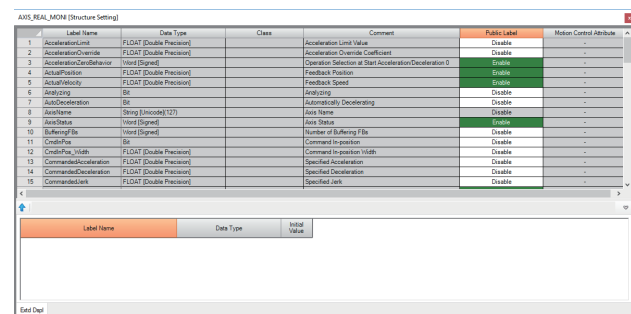 AXIS_REAL_MONI [Structure Setting]
Label Name Data Type Class Comment Public Label Motion Control Attribute
1 AccelerationLimit FLOAT [Double Precision] Acceleration Limit Value Disable -
2 AccelerationOverride FLOAT [Double Precision] Acceleration Override Coefficient Disable -
3 AccelerationZeroBehavior Word [Signed] Operation Selection at Start Acceleration/Deceleration 0 Enable -
4 ActualPosition FLOAT [Double Precision] Feedback Position Enable -
5 ActualVelocity FLOAT [Double Precision] Feedback Speed Enable -
6 Analyzing Bit Analyzing Disable -
7 AutoDeceleration Bit Automatically Decelerating Disable -
8 AxisName String [Unicode](127) Axis Name Disable -
9 AxisStatus Word [Signed] Axis Status Enable -
10 BufferingFBs Word [Signed] Number of Buffering FBs Disable -
11 CmdInPos Bit Command In-position Disable -
12 CmdInPos_Width FLOAT [Double Precision] Command In-position Width Disable -
13 CommandedAcceleration FLOAT [Double Precision] Specified Acceleration Disable -
14 CommandedDeceleration FLOAT [Double Precision] Specified Deceleration Disable -
15 CommandedJerk FLOAT [Double Precision] Specified Jerk Disable -
Label Name Data Type Initial Value
Extd Dspl